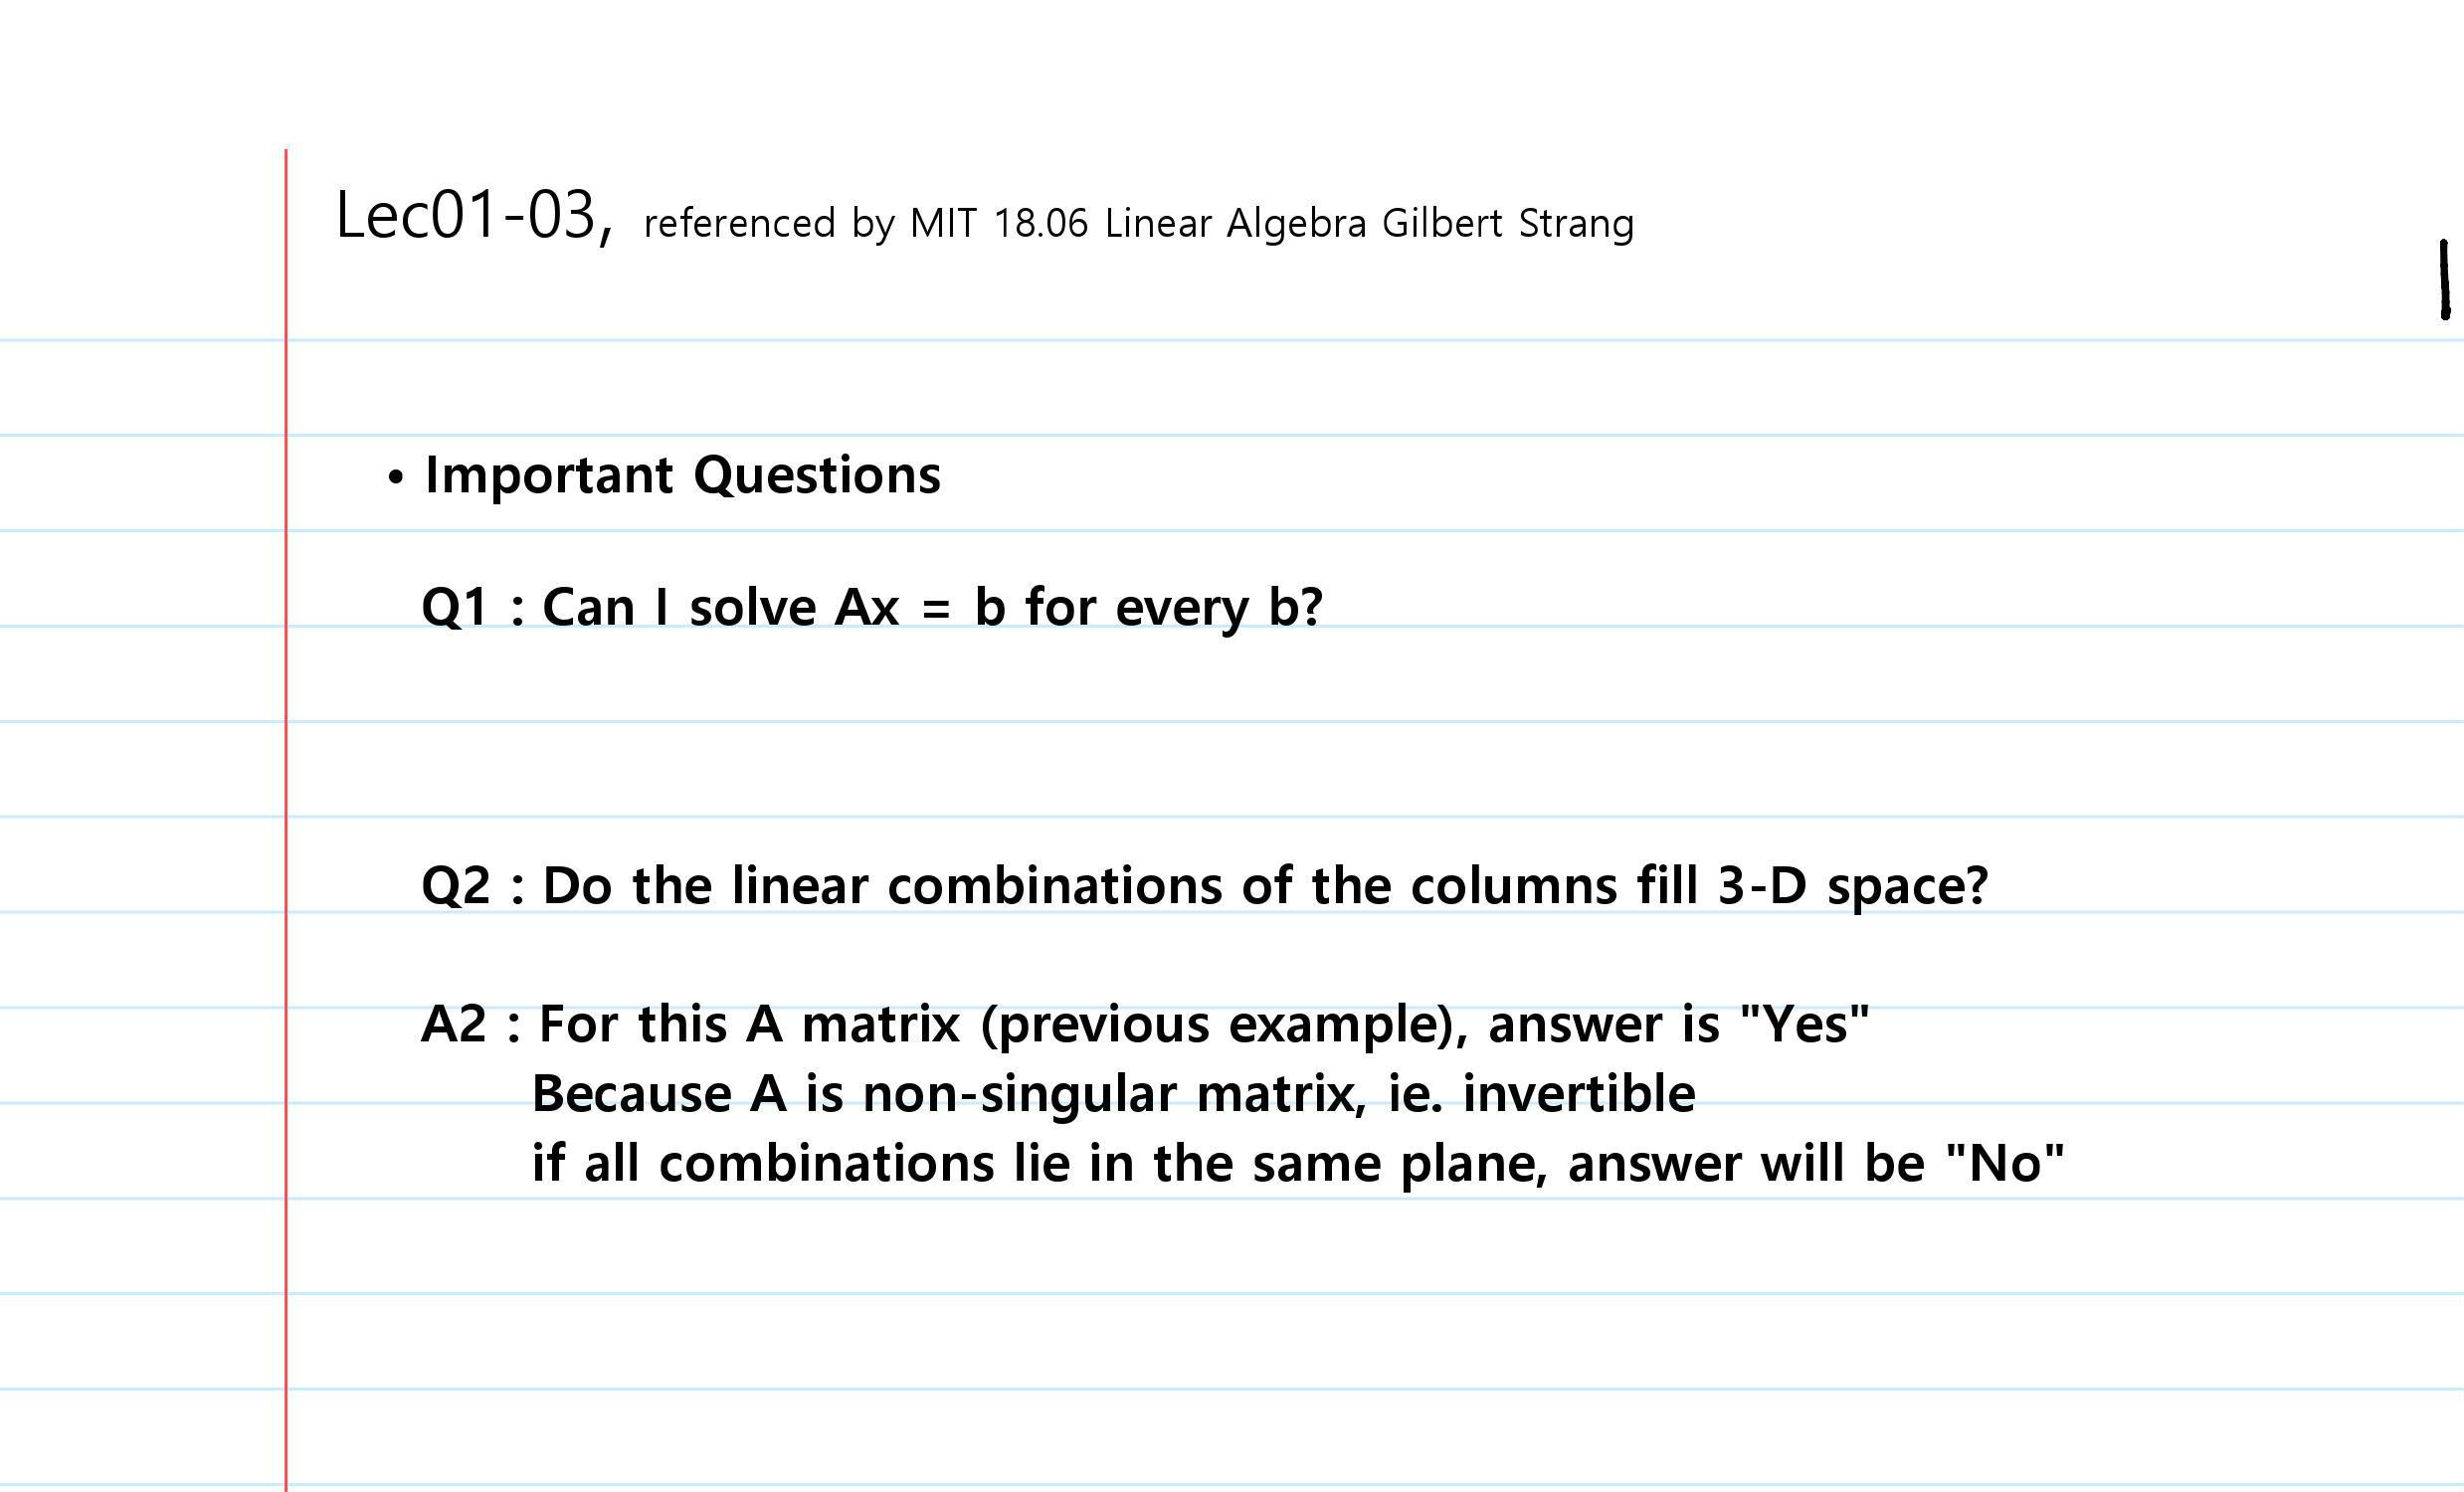 Lec01-03, referenced by MIT 18.06 Linear Algebra Gilbert Strang
• Important Questions
Q1 : Can I solve Ax = b for every b?
Q2 : Do the linear combinations of the columns fill 3-D space?
A2 : For this A matrix (previous example), answer is "Yes"
Because A is non-singular matrix, ie. invertible
if all combinations lie in the same plane, answer will be "No"